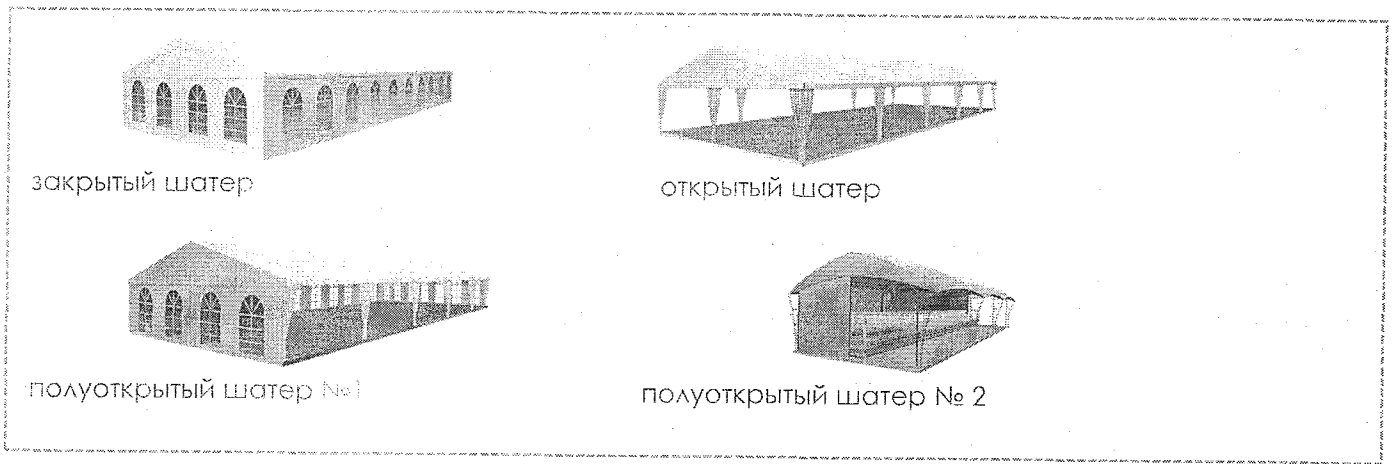 закрытый шатер
открытый шатер
полуоткрытый шатер №1
полуоткрытый шатер № 2